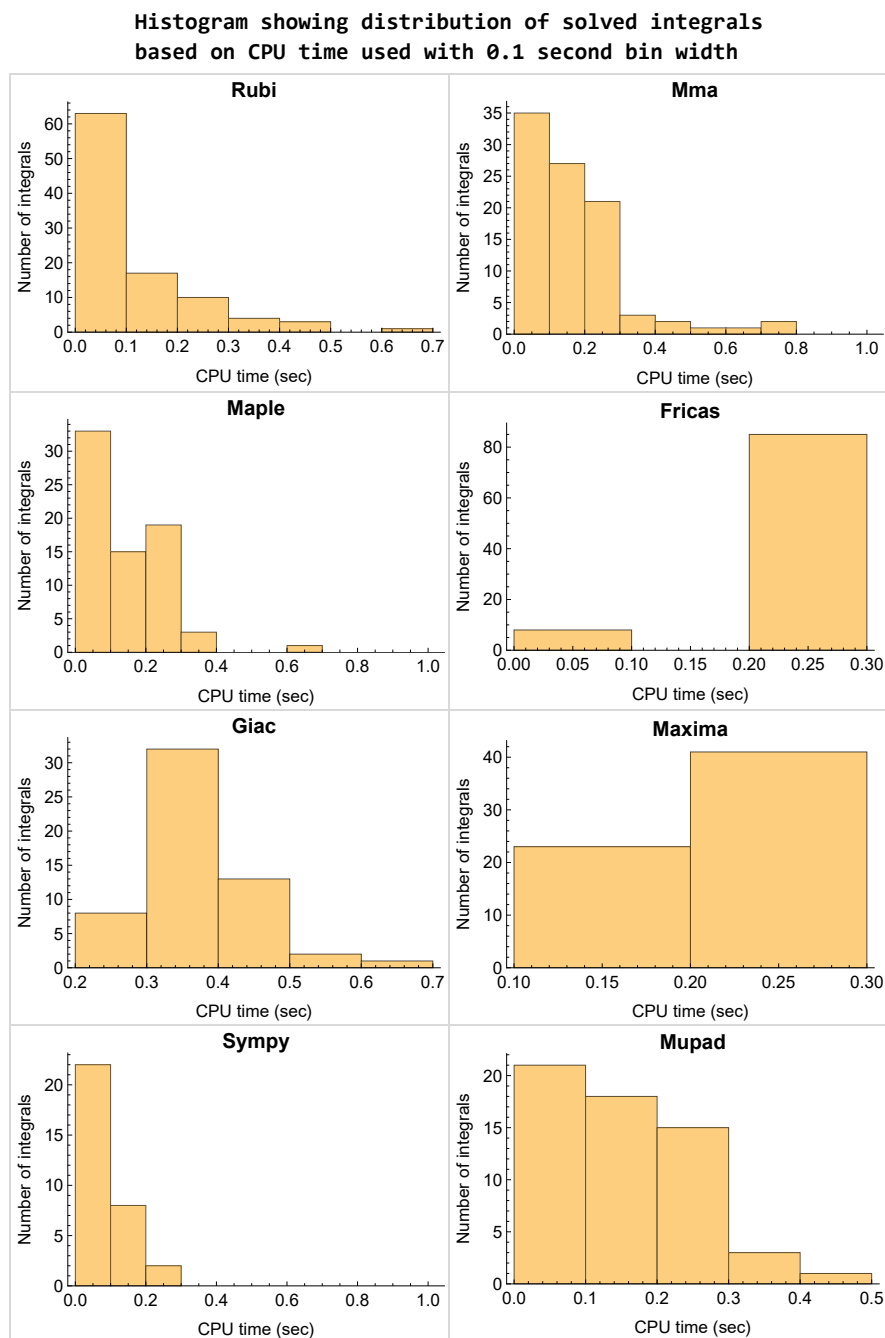 Histogram showing distribution of solved integrals
based on CPU time used with 0.1 second bin width
Rubi
Number of integrals
60
50
40
30
20
10
0
0.0 0.1 0.2 0.3 0.4 0.5 0.6 0.7
CPU time (sec)
Mma
Number of integrals
35
30
25
20
15
10
5
0
0.0 0.2 0.4 0.6 0.8 1.0
CPU time (sec)
Maple
Number of integrals
30
25
20
15
10
5
0
0.0 0.2 0.4 0.6 0.8 1.0
CPU time (sec)
Fricas
Number of integrals
80
60
40
20
0
0.00 0.05 0.10 0.15 0.20 0.25 0.30
CPU time (sec)
Giac
Number of integrals
30
25
20
15
10
5
0
0.2 0.3 0.4 0.5 0.6 0.7
CPU time (sec)
Maxima
Number of integrals
40
30
20
10
0
0.10 0.15 0.20 0.25 0.30
CPU time (sec)
Sympy
Number of integrals
20
15
10
5
0
0.0 0.2 0.4 0.6 0.8 1.0
CPU time (sec)
Mupad
Number of integrals
20
15
10
5
0
0.0 0.1 0.2 0.3 0.4 0.5
CPU time (sec)